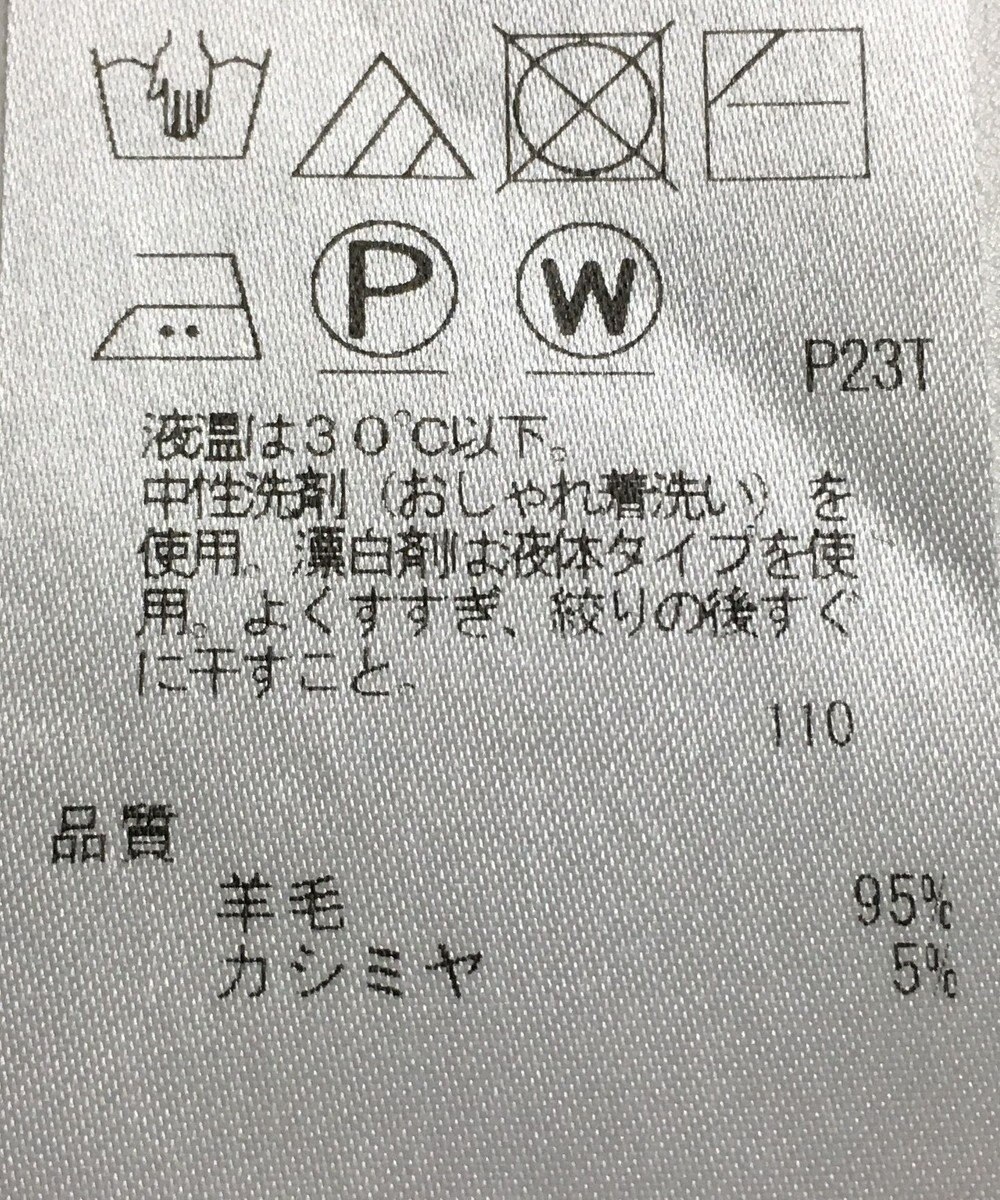 P
W
P23T
液温は30℃以下。
中性洗剤(おしゃれ着洗い)を
使用。漂白剤は液体タイプを使
用。よくすすぎ、絞りの後すぐ
に干すこと。
110
品質
羊毛 95%
カシミヤ 5%